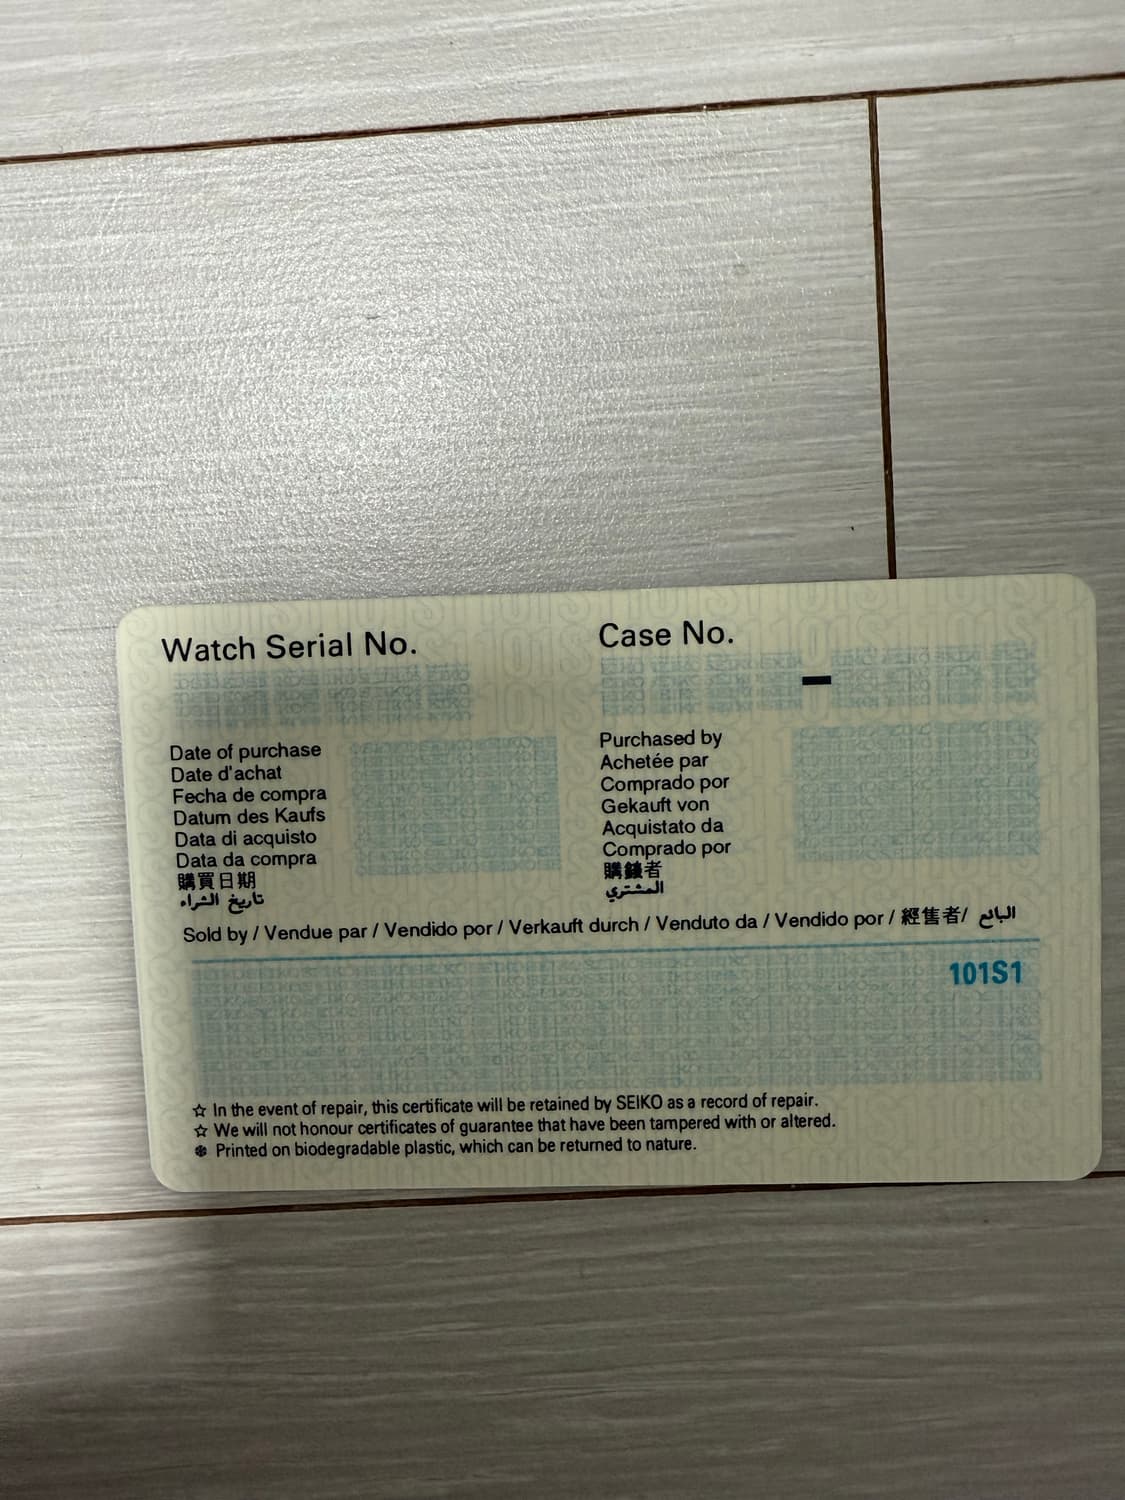 Watch Serial No.
Case No.
-
Date of purchase
Date d'achat
Fecha de compra
Datum des Kaufs
Data di acquisto
Data da compra
購買日期
تاريخ الشراء
Purchased by
Achetée par
Comprado por
Gekauft von
Acquistato da
Comprado por
購錶者
المشتري
Sold by / Vendue par / Vendido por / Verkauft durch / Venduto da / Vendido por / 經售者/ البائع
101S1
☆ In the event of repair, this certificate will be retained by SEIKO as a record of repair.
☆ We will not honour certificates of guarantee that have been tampered with or altered.
❃ Printed on biodegradable plastic, which can be returned to nature.